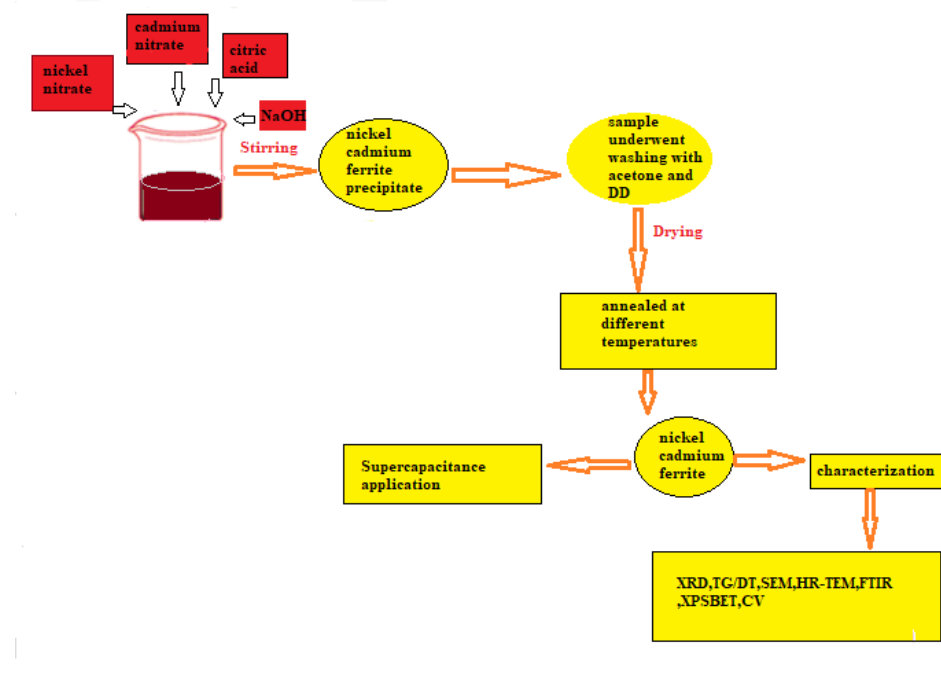 cadmium
nitrate
citric
acid
nickel
nitrate
NaOH
Stirring
nickel
cadmium
ferrite
precipitate
sample
underwent
washing with
acetone and
DD
Drying
annealed at
different
temperatures
nickel
cadmium
ferrite
Supercapacitance
application
characterization
XRD,TG/DT,SEM,HR-TEM,FTIR
,XPSBET,CV